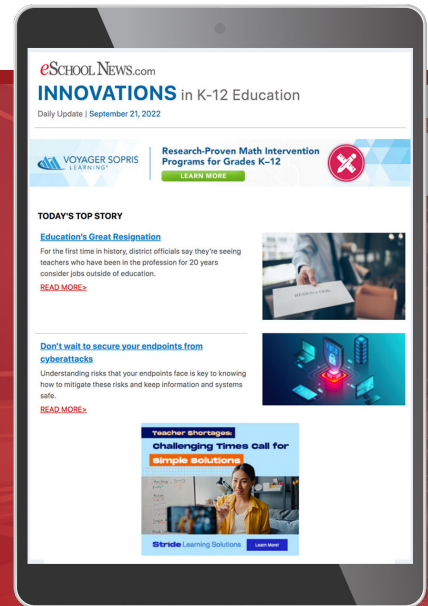 eSCHOOL NEWS.com
INNOVATIONS in K-12 Education
Daily Update | September 21, 2022
VOYAGER SOPRIS
LEARNING®
Research-Proven Math Intervention
Programs for Grades K–12
LEARN MORE
TODAY'S TOP STORY
Education's Great Resignation
For the first time in history, district officials say they're seeing
teachers who have been in the profession for 20 years
consider jobs outside of education.
READ MORE>
RESIGNATION
Don't wait to secure your endpoints from
cyberattacks
Understanding risks that your endpoints face is key to knowing
how to mitigate these risks and keep information and systems
safe.
READ MORE>
Teacher Shortages:
Challenging Times Call for
Simple Solutions
Stride Learning Solutions
Learn More!